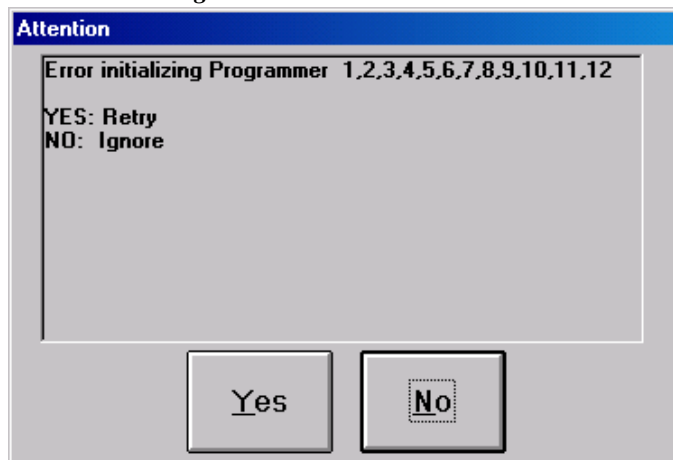 Attention
Error initializing Programmer 1,2,3,4,5,6,7,8,9,10,11,12
YES: Retry
NO: Ignore
Yes
No